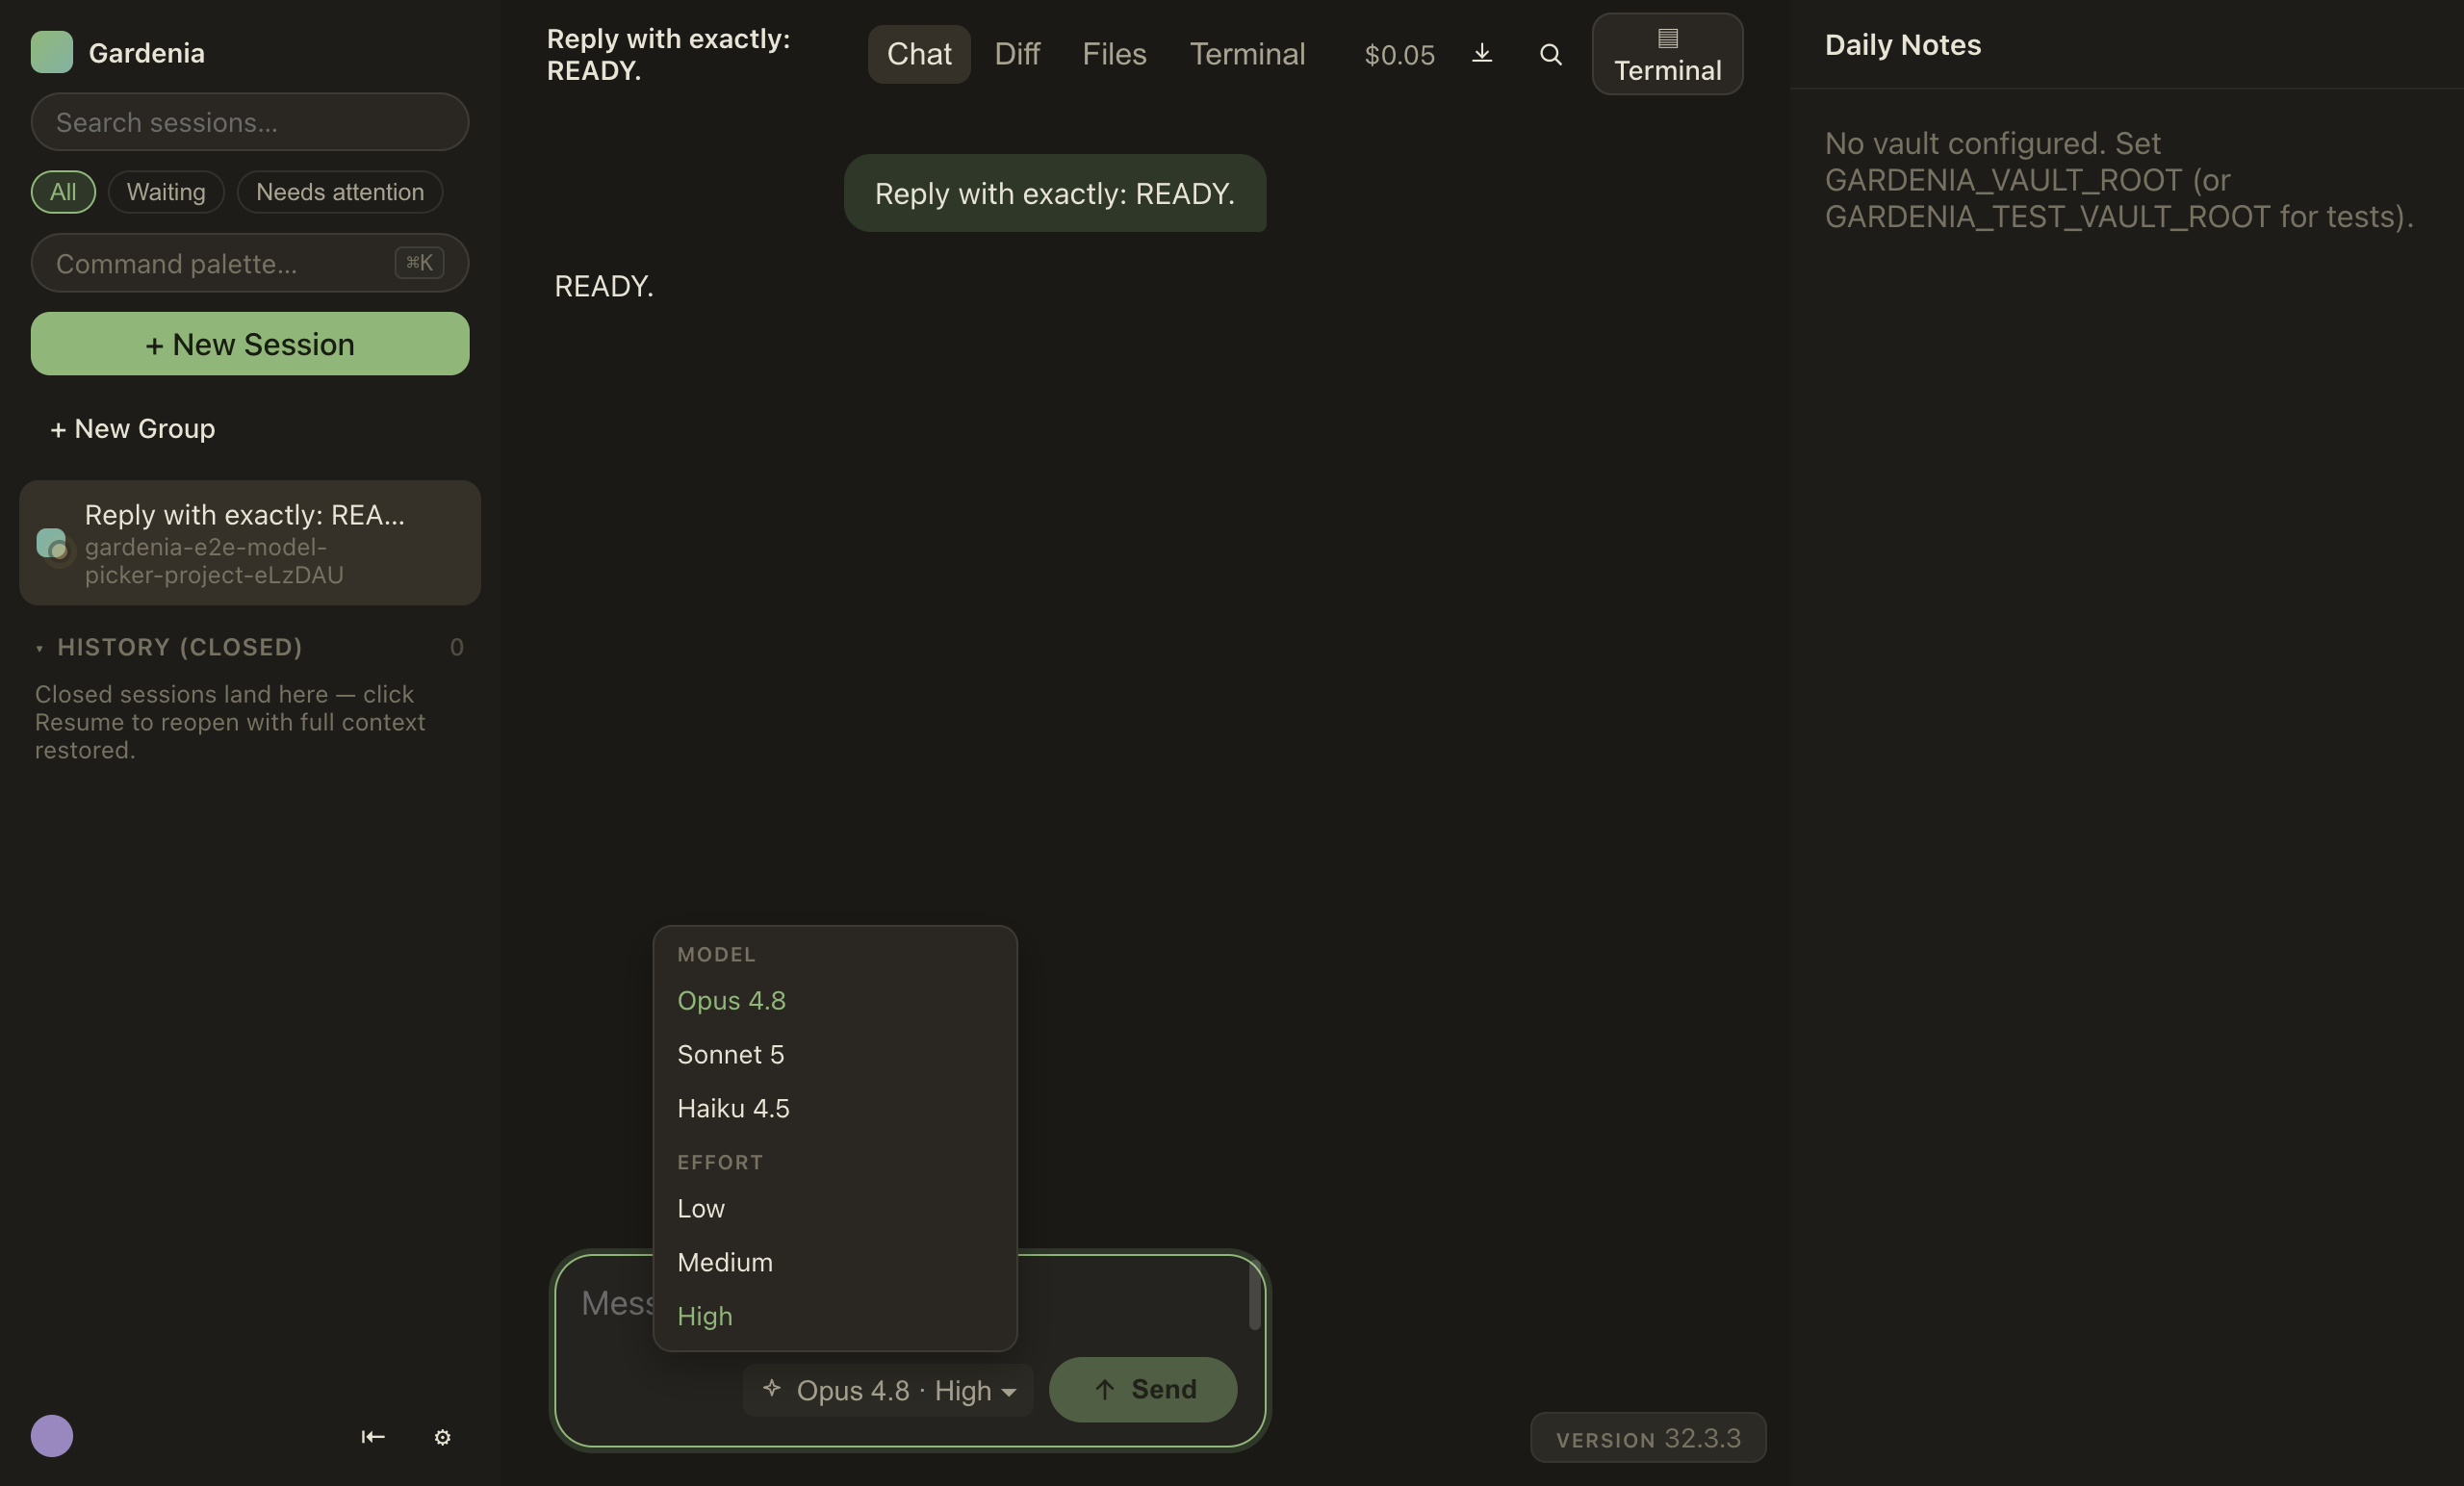 Gardenia
Search sessions...
All
Waiting
Needs attention
Command palette...
⌘K
+ New Session
+ New Group
Reply with exactly: REA...
gardenia-e2e-model-
picker-project-eLzDAU
HISTORY (CLOSED)
0
Closed sessions land here — click
Resume to reopen with full context
restored.
Reply with exactly:
READY.
Chat
Diff
Files
Terminal
$0.05
Terminal
Reply with exactly: READY.
READY.
MODEL
Opus 4.8
Sonnet 5
Haiku 4.5
EFFORT
Low
Medium
High
Mess
Opus 4.8 · High
Send
VERSION 32.3.3
Daily Notes
No vault configured. Set
GARDENIA_VAULT_ROOT (or
GARDENIA_TEST_VAULT_ROOT for tests).